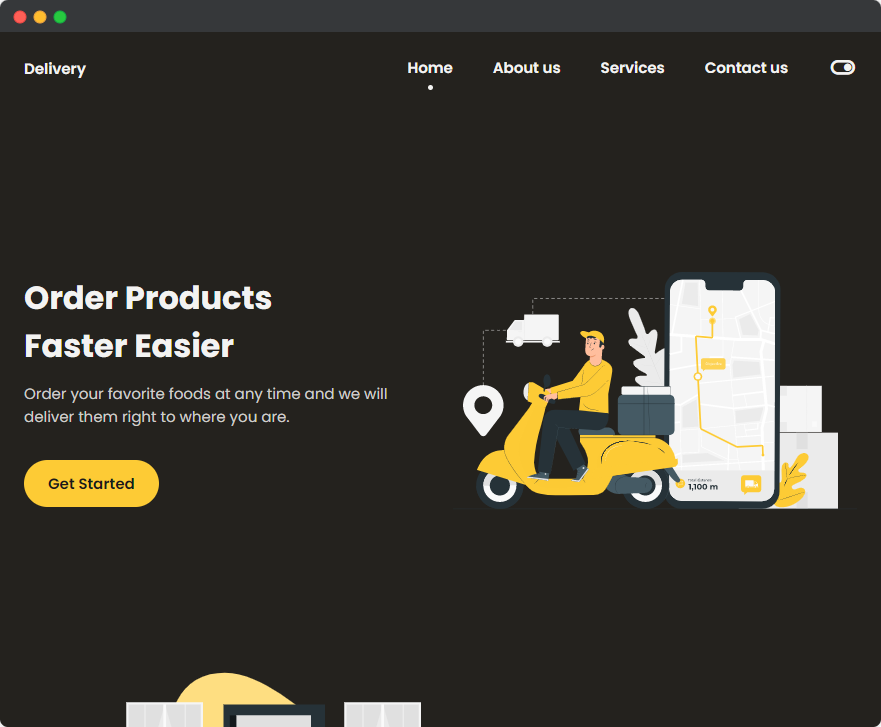 Delivery
Home
About us
Services
Contact us
Order Products
Faster Easier
Order your favorite foods at any time and we will
deliver them right to where you are.
Get Started
1,100 m